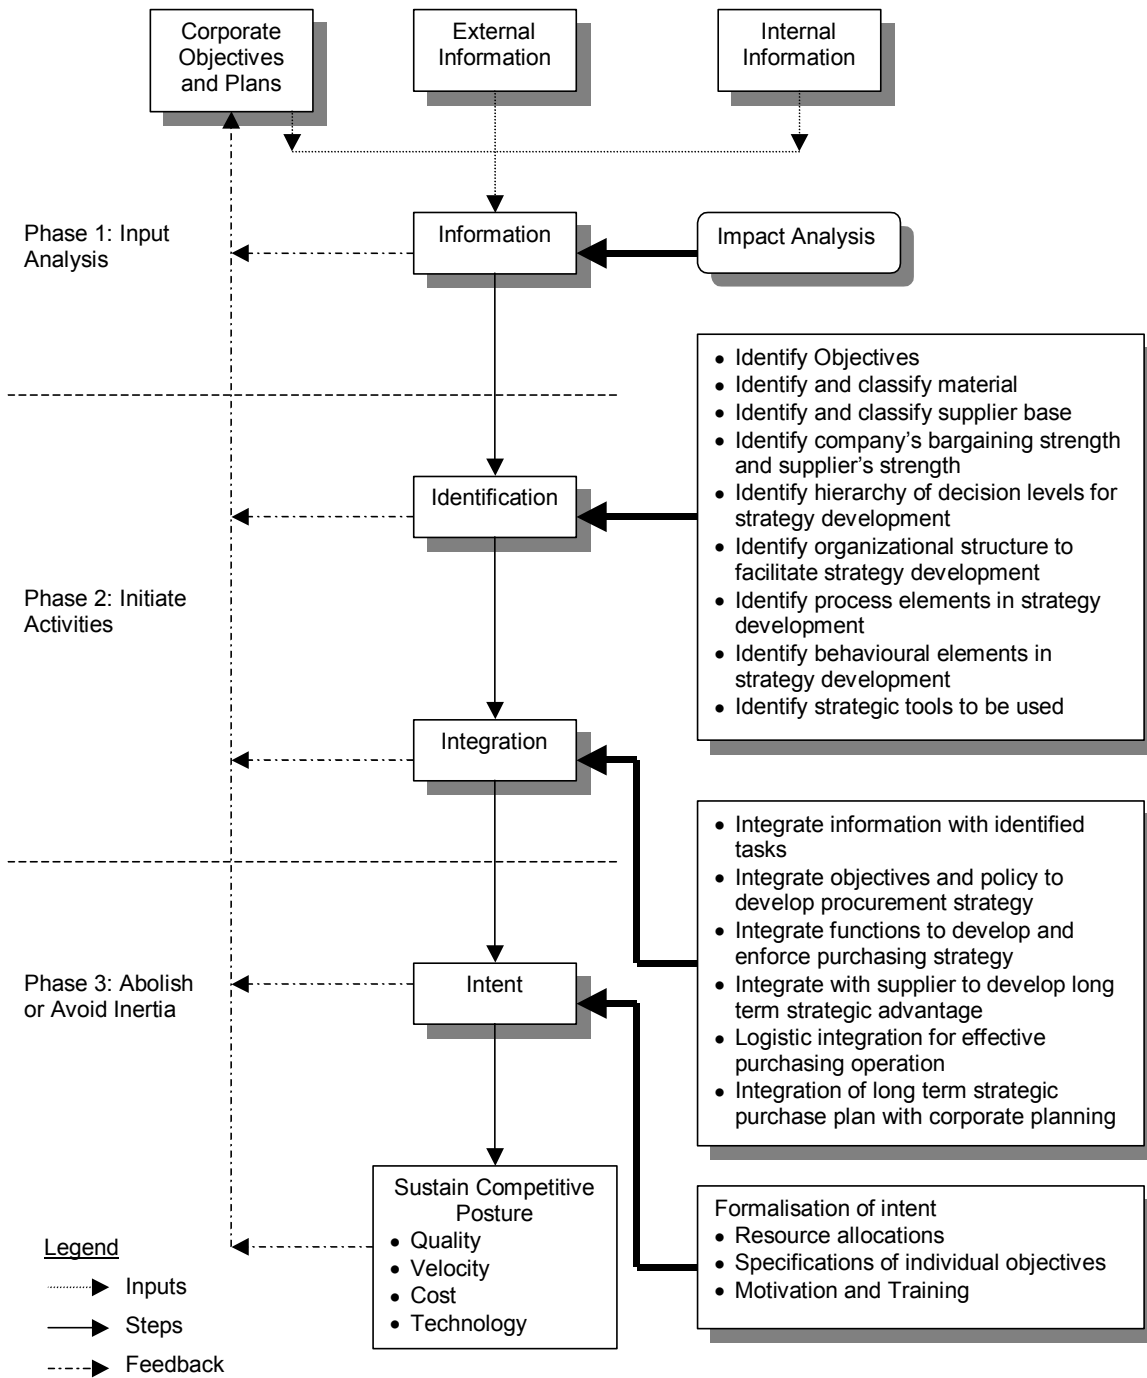 Corporate
Objectives
and Plans
External
Information
Internal
Information
Phase 1: Input
Analysis
Information
Impact Analysis
• Identify Objectives
• Identify and classify material
• Identify and classify supplier base
• Identify company’s bargaining strength
and supplier’s strength
• Identify hierarchy of decision levels for
strategy development
• Identify organizational structure to
facilitate strategy development
• Identify process elements in strategy
development
• Identify behavioural elements in
strategy development
• Identify strategic tools to be used
Identification
Phase 2: Initiate
Activities
Integration
• Integrate information with identified
tasks
• Integrate objectives and policy to
develop procurement strategy
• Integrate functions to develop and
enforce purchasing strategy
• Integrate with supplier to develop long
term strategic advantage
• Logistic integration for effective
purchasing operation
• Integration of long term strategic
purchase plan with corporate planning
Phase 3: Abolish
or Avoid Inertia
Intent
Sustain Competitive
Posture
• Quality
• Velocity
• Cost
• Technology
Formalisation of intent
• Resource allocations
• Specifications of individual objectives
• Motivation and Training
Legend
Inputs
Steps
Feedback